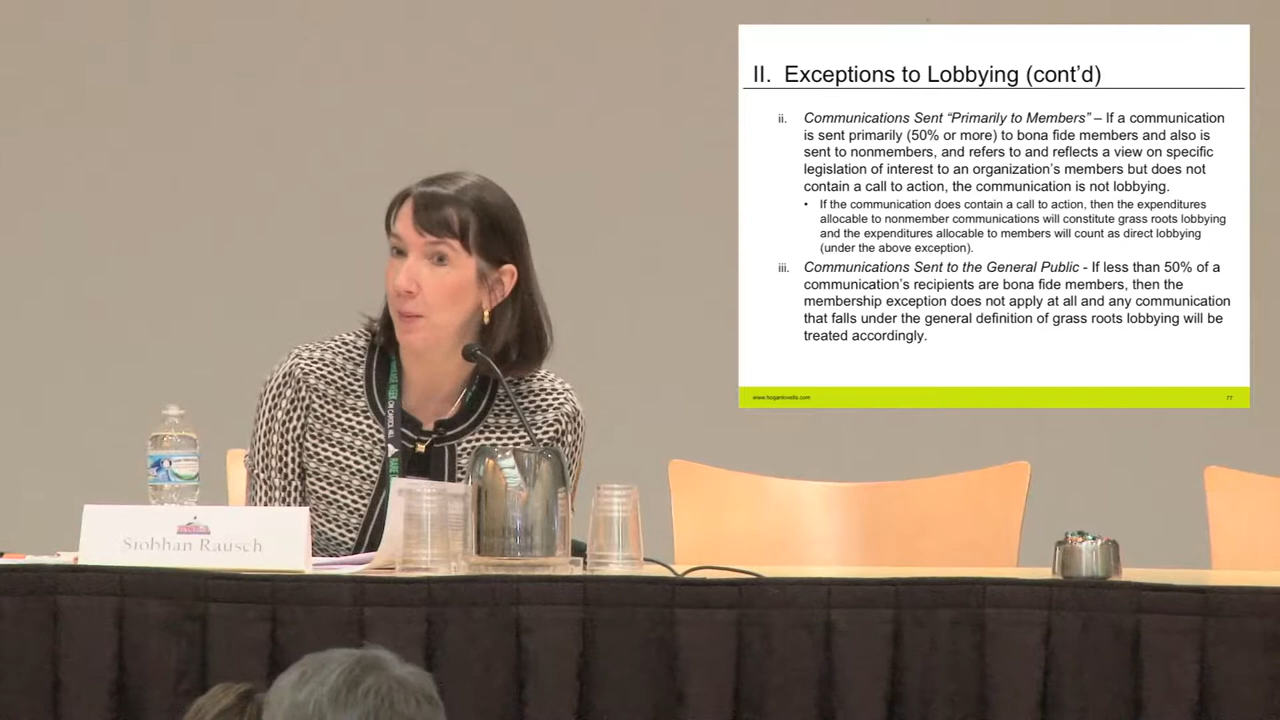 II. Exceptions to Lobbying (cont’d)
ii. Communications Sent “Primarily to Members” – If a communication
is sent primarily (50% or more) to bona fide members and also is
sent to nonmembers, and refers to and reflects a view on specific
legislation of interest to an organization’s members but does not
contain a call to action, the communication is not lobbying.
• If the communication does contain a call to action, then the expenditures
allocable to nonmember communications will constitute grass roots lobbying
and the expenditures allocable to members will count as direct lobbying
(under the above exception).
iii. Communications Sent to the General Public - If less than 50% of a
communication’s recipients are bona fide members, then the
membership exception does not apply at all and any communication
that falls under the general definition of grass roots lobbying will be
treated accordingly.
www.hoganlovells.com
77
WEEK ON CAPITOL HILL
RARE
Siobhan Rausch